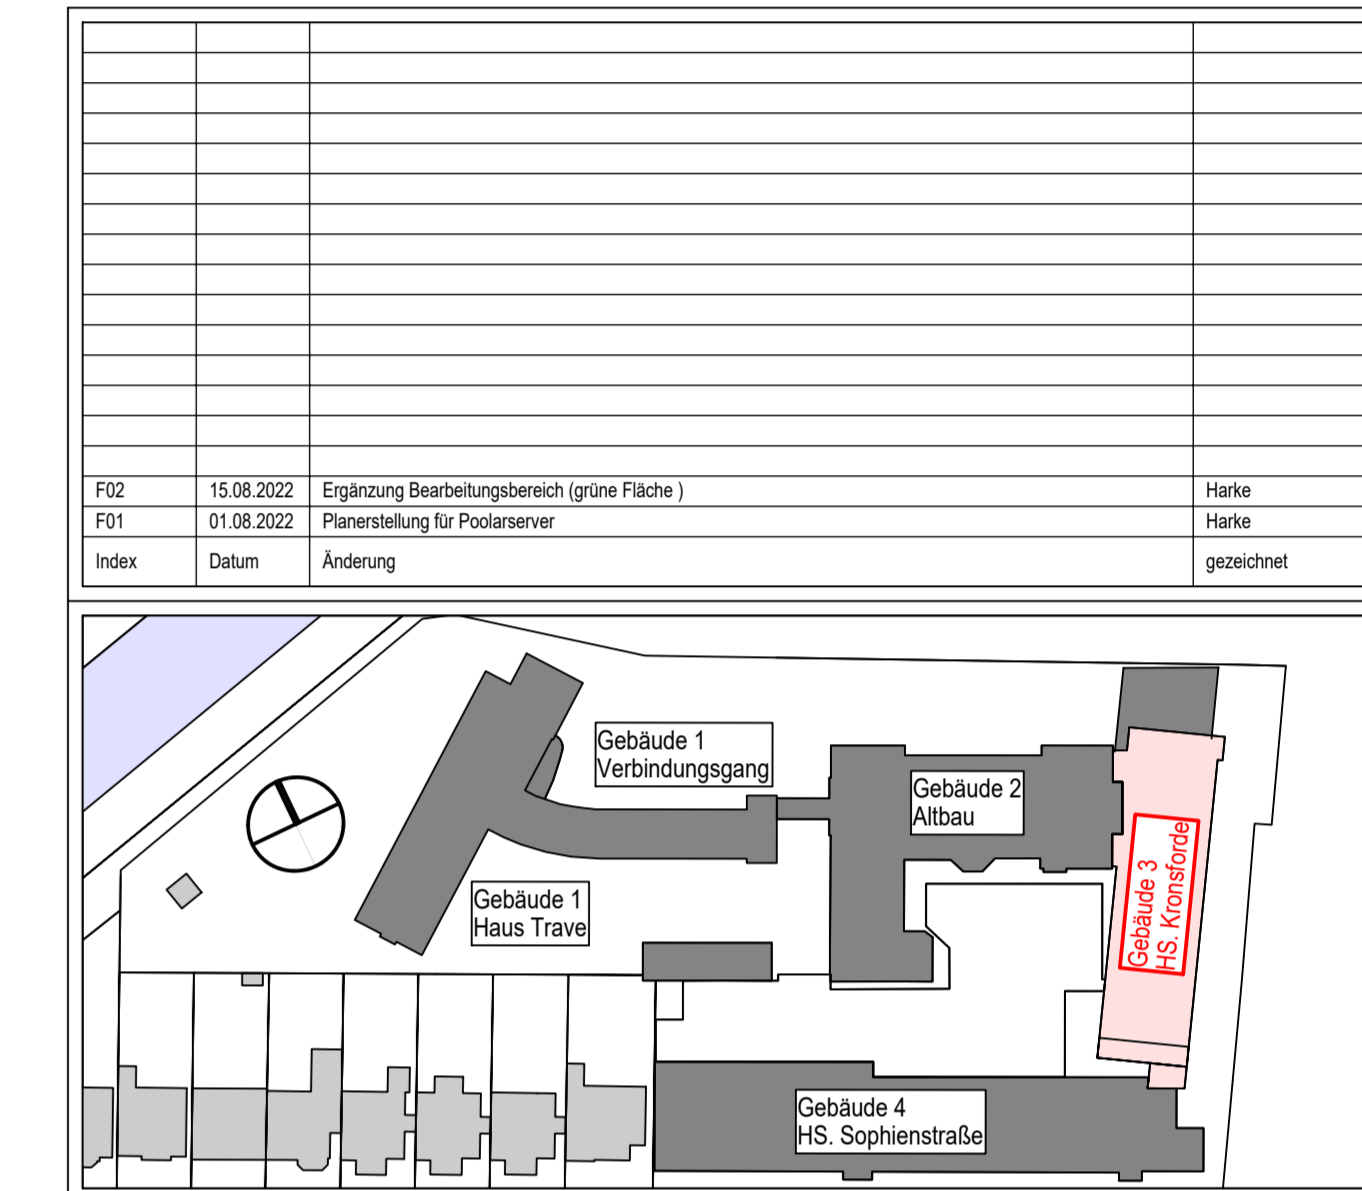 F02 15.08.2022 Ergänzung Bearbeitungsbereich (grüne Fläche ) Harke
F01 01.08.2022 Planerstellung für Poolarserver Harke
Index Datum Änderung gezeichnet
Gebäude 1
Verbindungsgang
Gebäude 2
Altbau
Gebäude 3
HS. Kronsforde
Gebäude 1
Haus Trave
Gebäude 4
HS. Sophienstraße